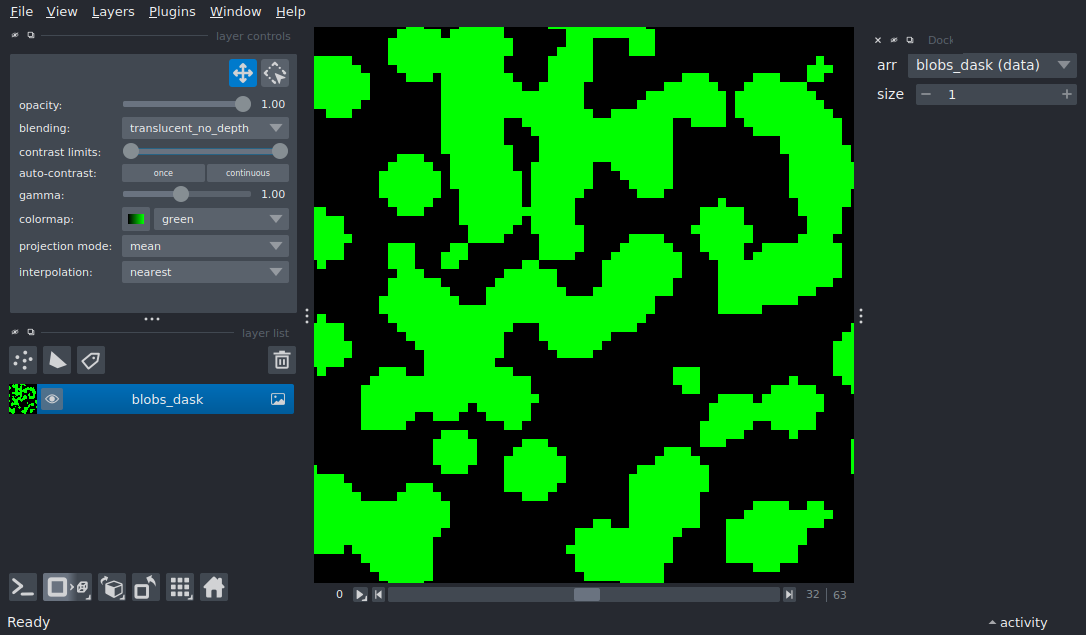 File View Layers Plugins Window Help
layer controls
opacity: 1.00
blending: translucent_no_depth
contrast limits:
auto-contrast: once continuous
gamma: 1.00
colormap: green
projection mode: mean
interpolation: nearest
layer list
blobs_dask
Dock
arr blobs_dask (data)
size 1
0 32 63
Ready activity